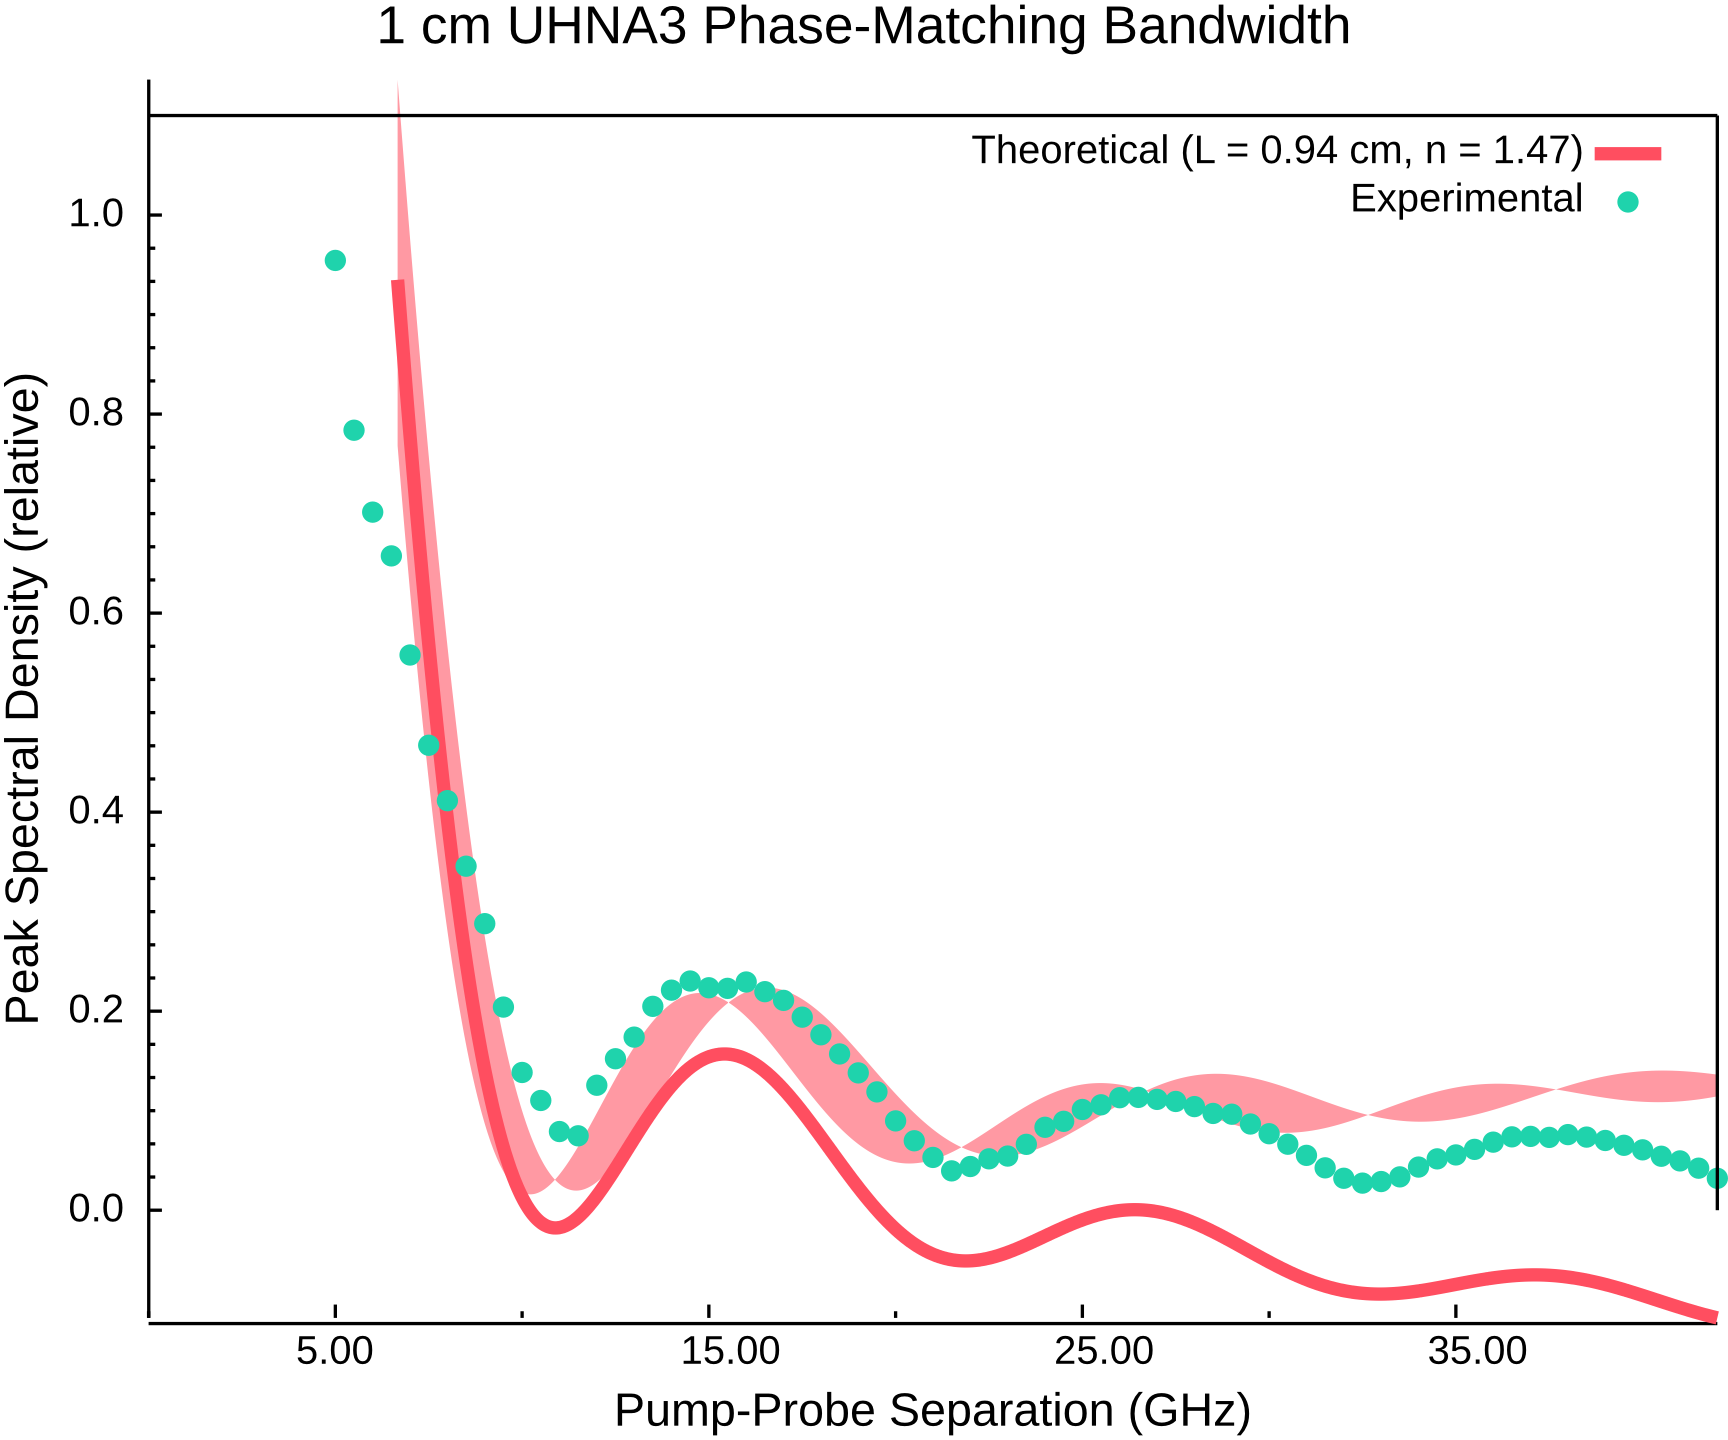 1 cm UHNA3 Phase-Matching Bandwidth
Theoretical (L = 0.94 cm, n = 1.47)
Experimental
Peak Spectral Density (relative)
1.0
0.8
0.6
0.4
0.2
0.0
5.00 15.00 25.00 35.00
Pump-Probe Separation (GHz)